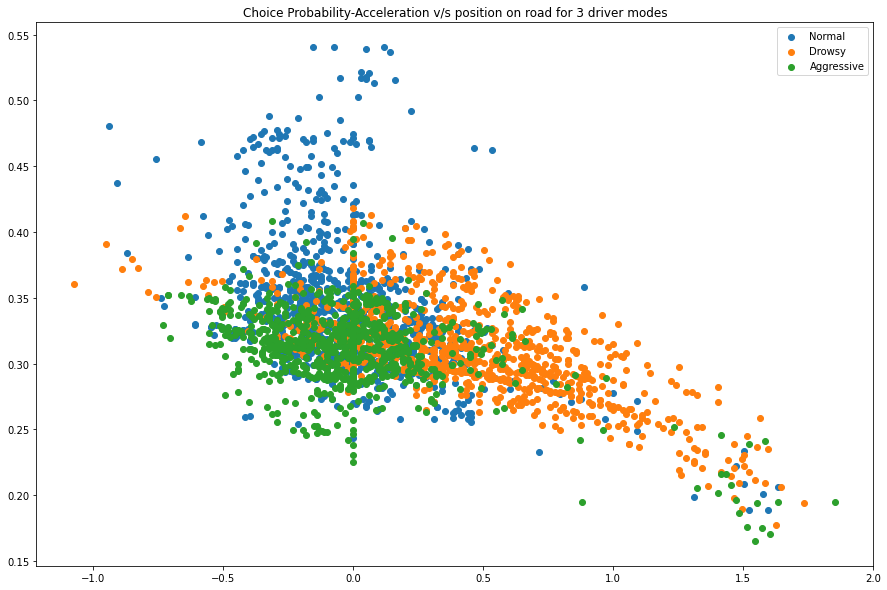 Choice Probability-Acceleration v/s position on road for 3 driver modes
Normal
Drowsy
Aggressive
0.55
0.50
0.45
0.40
0.35
0.30
0.25
0.20
0.15
−1.0 −0.5 0.0 0.5 1.0 1.5 2.0